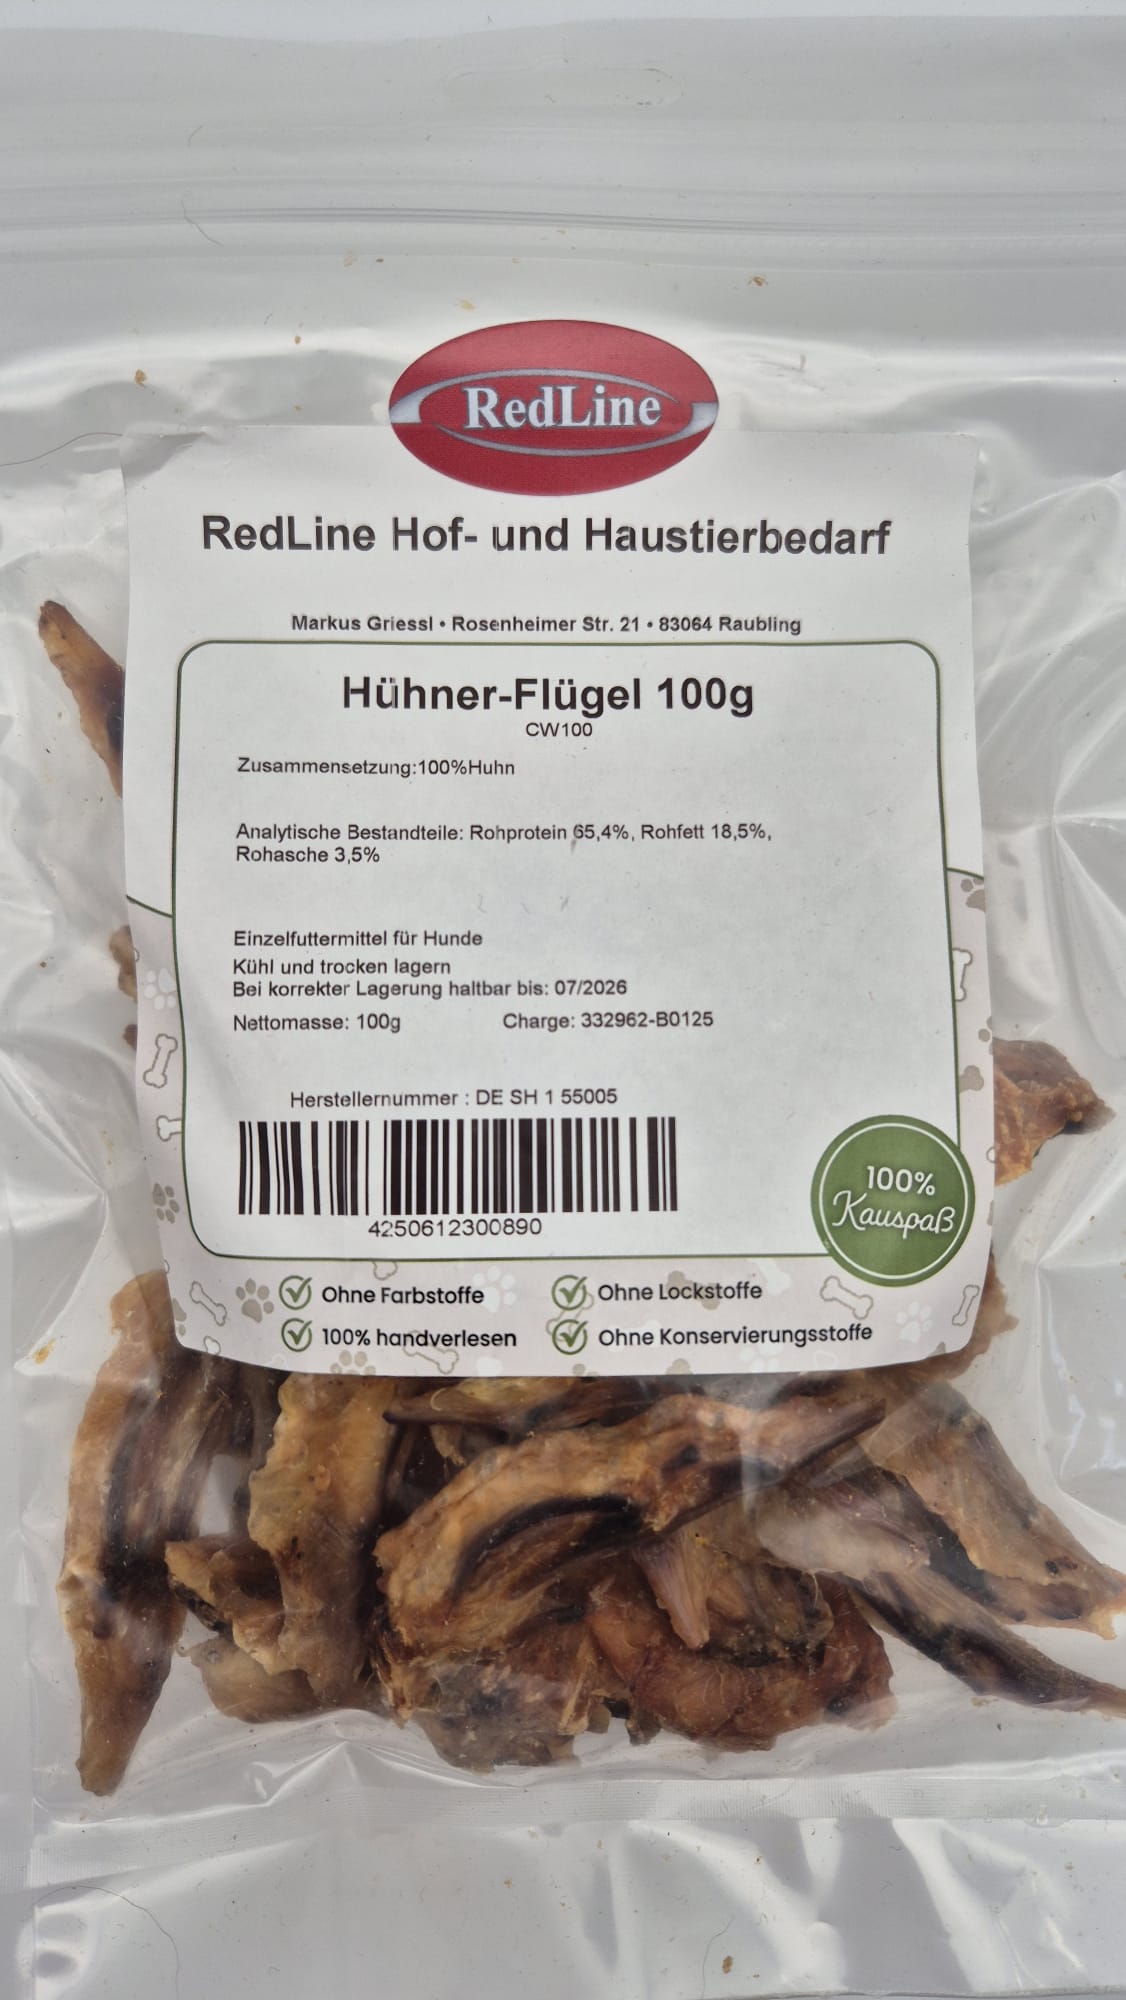 RedLine
RedLine Hof- und Haustierbedarf
Markus Griessl • Rosenheimer Str. 21 • 83064 Raubling
Hühner-Flügel 100g
CW100
Zusammensetzung:100%Huhn
Analytische Bestandteile: Rohprotein 65,4%, Rohfett 18,5%,
Rohasche 3,5%
Einzelfuttermittel für Hunde
Kühl und trocken lagern
Bei korrekter Lagerung haltbar bis: 07/2026
Nettomasse: 100g Charge: 332962-B0125
Herstellernummer : DE SH 1 55005
4250612300890
100%
Kauspaß
Ohne Farbstoffe Ohne Lockstoffe
100% handverlesen Ohne Konservierungsstoffe